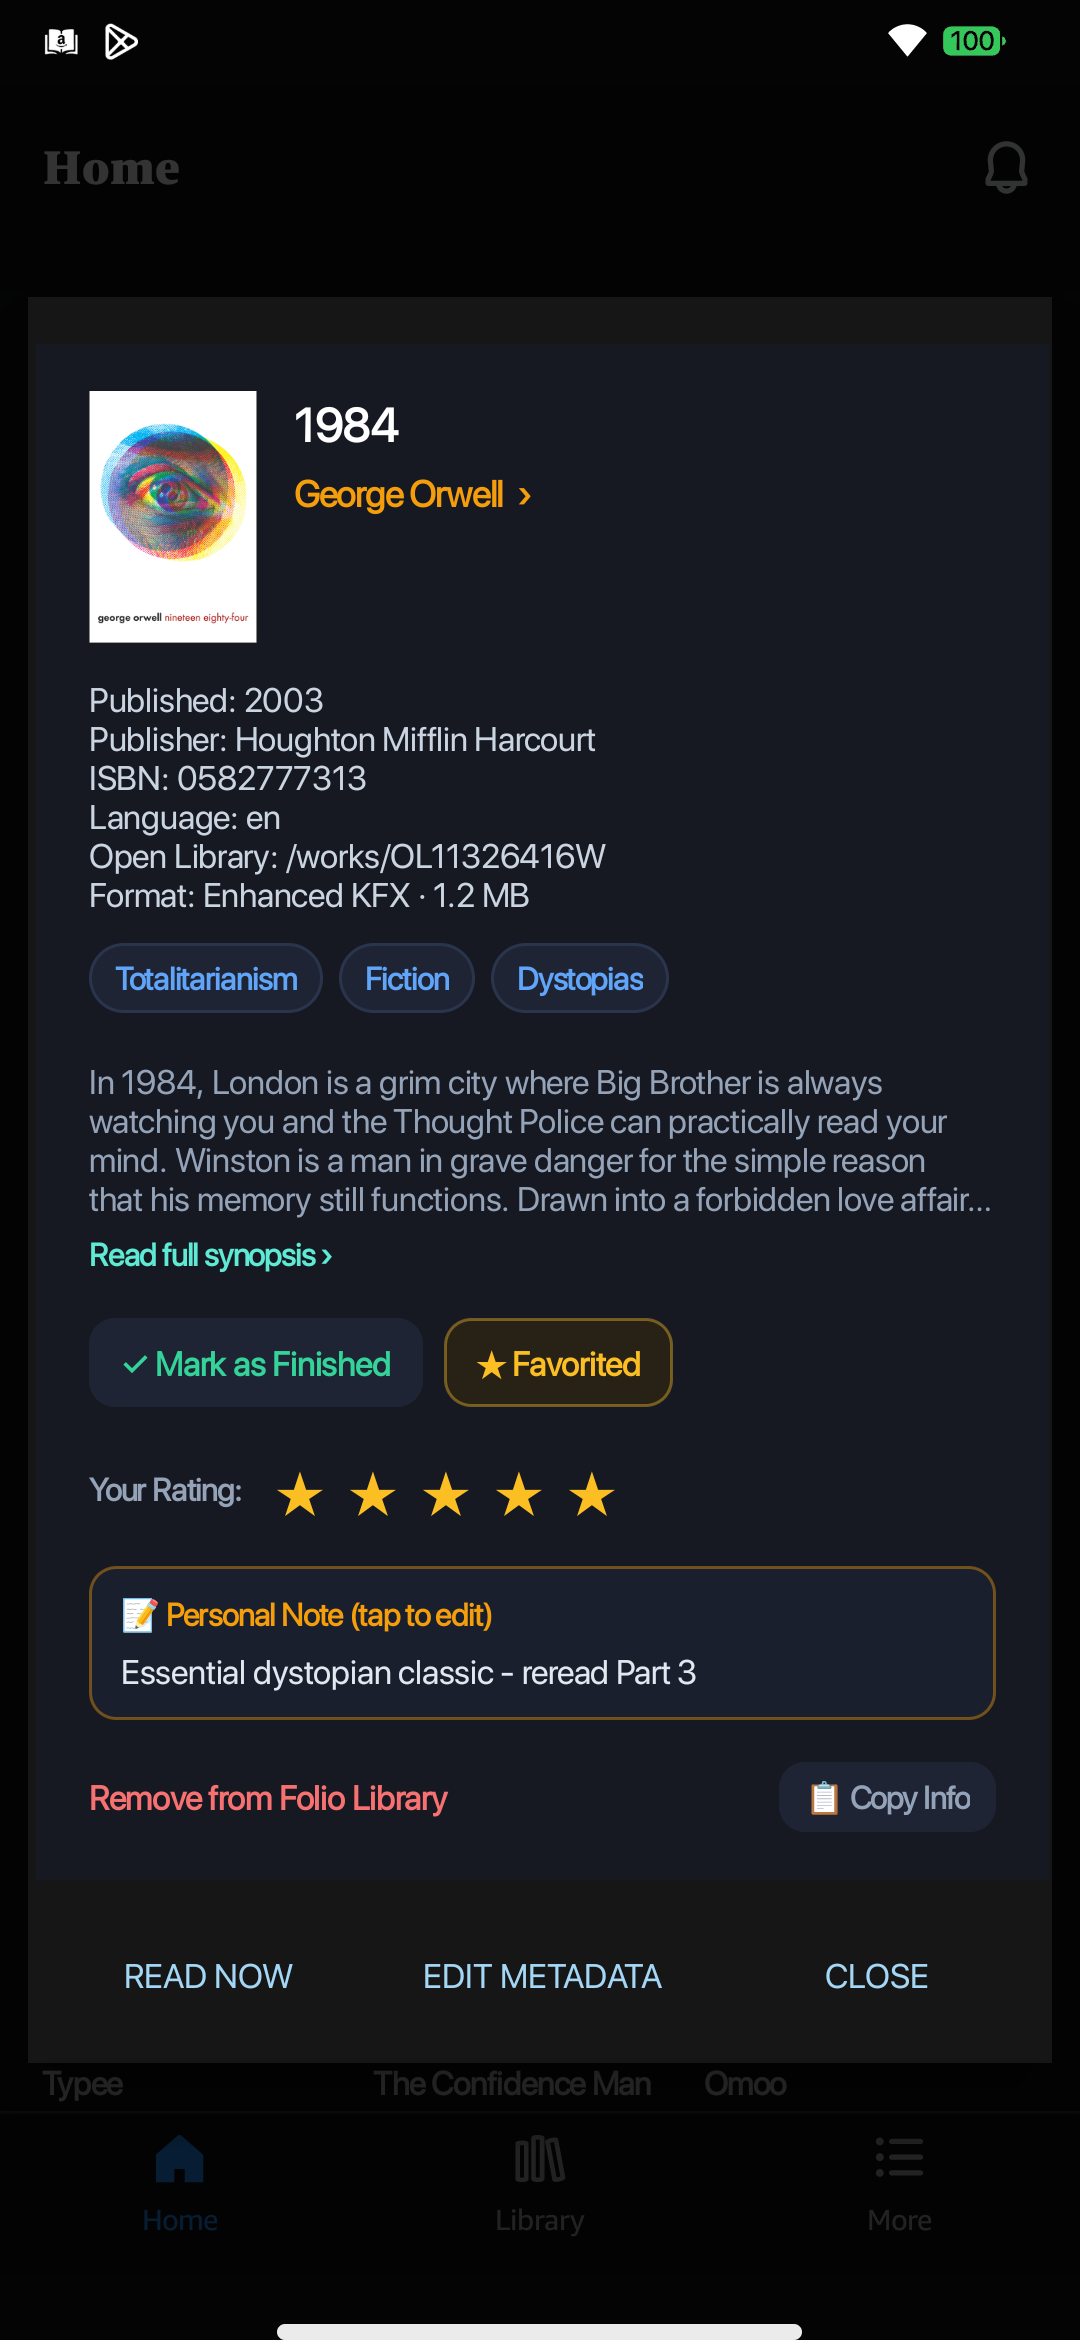 100
Home
1984
George Orwell ›
george orwell nineteen eighty-four
Published: 2003
Publisher: Houghton Mifflin Harcourt
ISBN: 0582777313
Language: en
Open Library: /works/OL11326416W
Format: Enhanced KFX · 1.2 MB
Totalitarianism Fiction Dystopias
In 1984, London is a grim city where Big Brother is always
watching you and the Thought Police can practically read your
mind. Winston is a man in grave danger for the simple reason
that his memory still functions. Drawn into a forbidden love affair...
Read full synopsis ›
✓ Mark as Finished ★ Favorited
Your Rating: ★ ★ ★ ★ ★
📝 Personal Note (tap to edit)
Essential dystopian classic - reread Part 3
Remove from Folio Library 📋 Copy Info
READ NOW EDIT METADATA CLOSE
Typee The Confidence Man Omoo
Home Library More